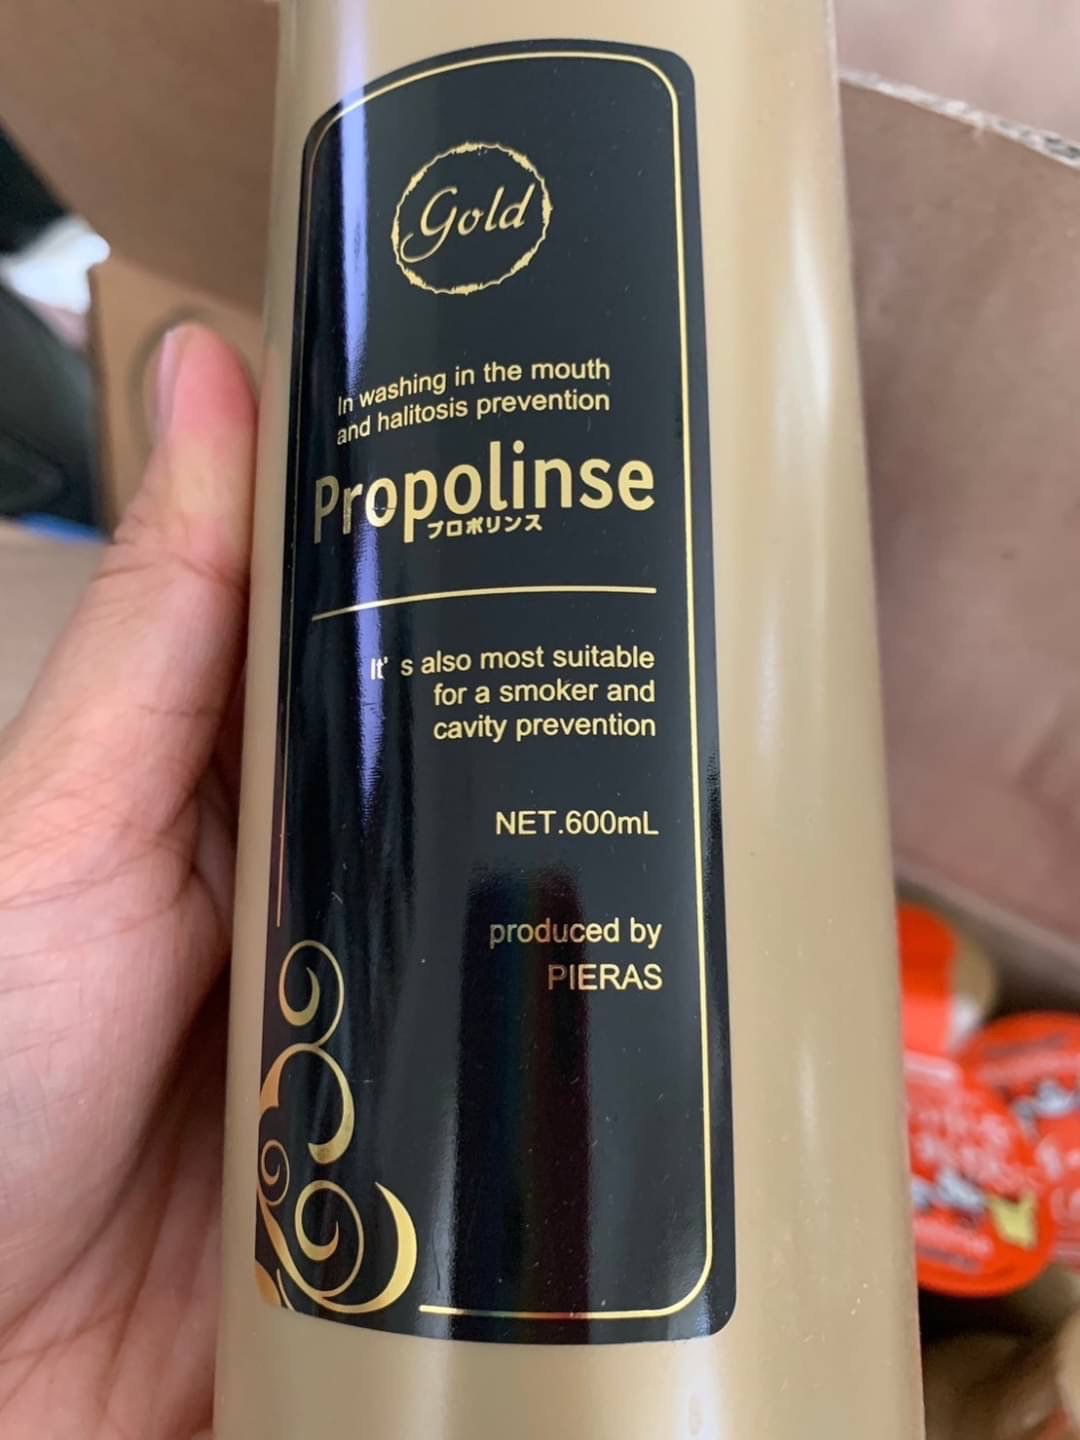 Gold
In washing in the mouth
and halitosis prevention
Propolinse
プロポリンス
It' s also most suitable
for a smoker and
cavity prevention
NET.600mL
produced by
PIERAS